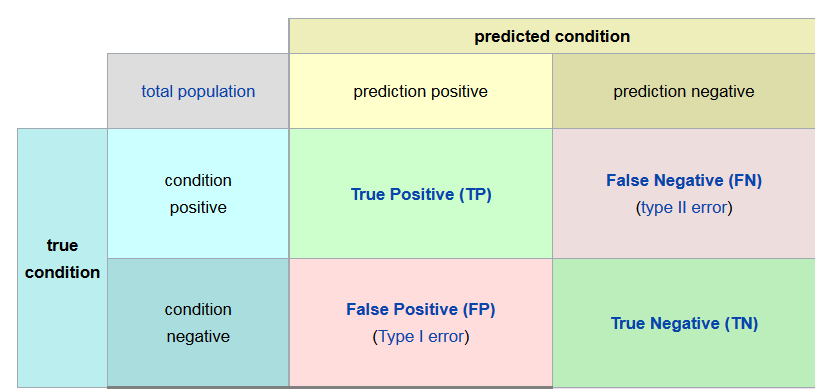 predicted condition
total population
prediction positive
prediction negative
true
condition
condition
positive
True Positive (TP)
False Negative (FN)
(type II error)
condition
negative
False Positive (FP)
(Type I error)
True Negative (TN)